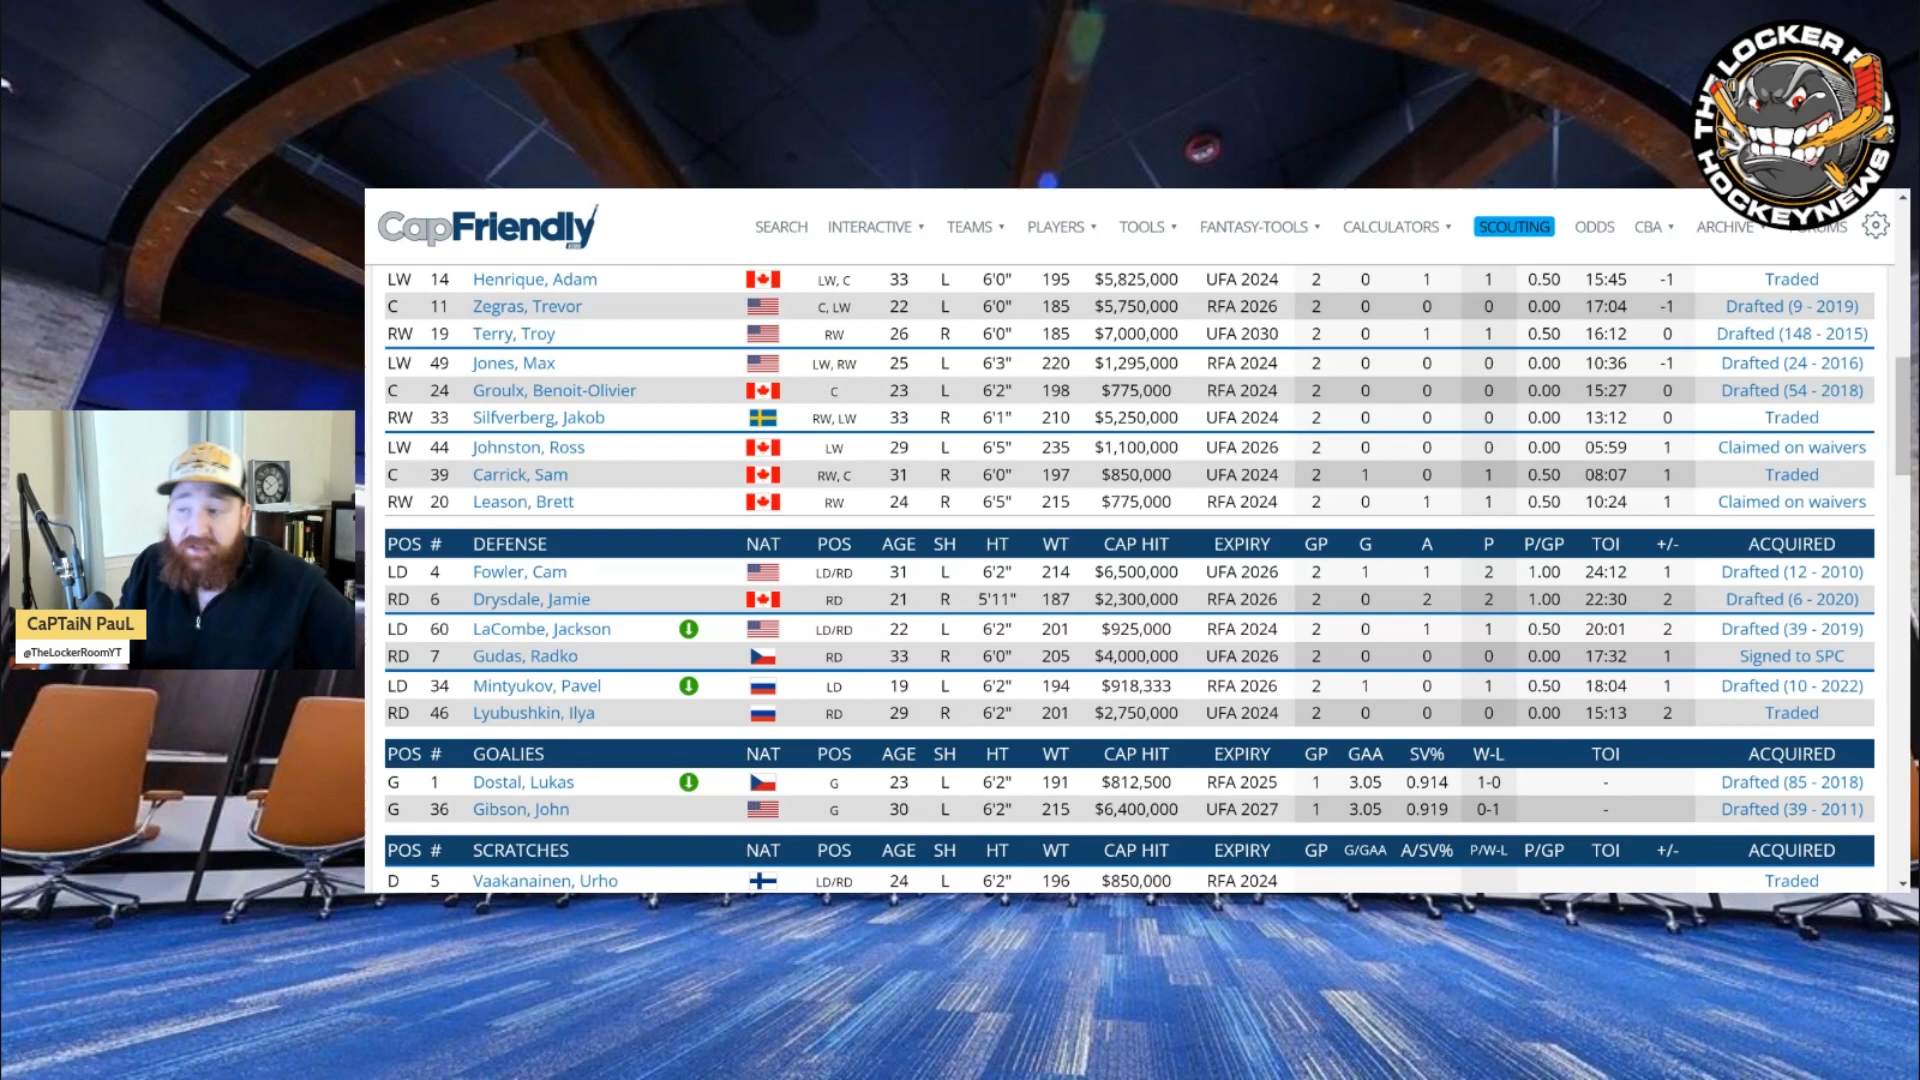 THE LOCKER
HOCKEYNEWS
CapFriendly
SEARCH INTERACTIVE TEAMS PLAYERS TOOLS FANTASY-TOOLS CALCULATORS SCOUTING ODDS CBA ARCHIVE FORUMS
LW 14 Henrique, Adam LW, C 33 L 6'0" 195 $5,825,000 UFA 2024 2 0 1 1 0.50 15:45 -1 Traded
C 11 Zegras, Trevor C, LW 22 L 6'0" 185 $5,750,000 RFA 2026 2 0 0 0 0.00 17:04 -1 Drafted (9 - 2019)
RW 19 Terry, Troy RW 26 R 6'0" 185 $7,000,000 UFA 2030 2 0 1 1 0.50 16:12 0 Drafted (148 - 2015)
LW 49 Jones, Max LW, RW 25 L 6'3" 220 $1,295,000 RFA 2024 2 0 0 0 0.00 10:36 -1 Drafted (24 - 2016)
C 24 Groulx, Benoit-Olivier C 23 L 6'2" 198 $775,000 RFA 2024 2 0 0 0 0.00 15:27 0 Drafted (54 - 2018)
RW 33 Silfverberg, Jakob RW, LW 33 R 6'1" 210 $5,250,000 UFA 2024 2 0 0 0 0.00 13:12 0 Traded
LW 44 Johnston, Ross LW 29 L 6'5" 235 $1,100,000 UFA 2026 2 0 0 0 0.00 05:59 1 Claimed on waivers
C 39 Carrick, Sam RW, C 31 R 6'0" 197 $850,000 UFA 2024 2 1 0 1 0.50 08:07 1 Traded
RW 20 Leason, Brett RW 24 R 6'5" 215 $775,000 RFA 2024 2 0 1 1 0.50 10:24 1 Claimed on waivers
POS # DEFENSE NAT POS AGE SH HT WT CAP HIT EXPIRY GP G A P P/GP TOI +/- ACQUIRED
LD 4 Fowler, Cam LD/RD 31 L 6'2" 214 $6,500,000 UFA 2026 2 1 1 2 1.00 24:12 1 Drafted (12 - 2010)
RD 6 Drysdale, Jamie RD 21 R 5'11" 187 $2,300,000 RFA 2026 2 0 2 2 1.00 22:30 2 Drafted (6 - 2020)
LD 60 LaCombe, Jackson LD/RD 22 L 6'2" 201 $925,000 RFA 2024 2 0 1 1 0.50 20:01 2 Drafted (39 - 2019)
RD 7 Gudas, Radko RD 33 R 6'0" 205 $4,000,000 UFA 2026 2 0 0 0 0.00 17:32 1 Signed to SPC
LD 34 Mintyukov, Pavel LD 19 L 6'2" 194 $918,333 RFA 2026 2 1 0 1 0.50 18:04 1 Drafted (10 - 2022)
RD 46 Lyubushkin, Ilya RD 29 R 6'2" 201 $2,750,000 UFA 2024 2 0 0 0 0.00 15:13 2 Traded
POS # GOALIES NAT POS AGE SH HT WT CAP HIT EXPIRY GP GAA SV% W-L TOI ACQUIRED
G 1 Dostal, Lukas G 23 L 6'2" 191 $812,500 RFA 2025 1 3.05 0.914 1-0 - Drafted (85 - 2018)
G 36 Gibson, John G 30 L 6'2" 215 $6,400,000 UFA 2027 1 3.05 0.919 0-1 - Drafted (39 - 2011)
POS # SCRATCHES NAT POS AGE SH HT WT CAP HIT EXPIRY GP G/GAA A/SV% P/W-L P/GP TOI +/- ACQUIRED
D 5 Vaakanainen, Urho LD/RD 24 L 6'2" 196 $850,000 RFA 2024 Traded
CaPTaiN PauL
@TheLockerRoomYT